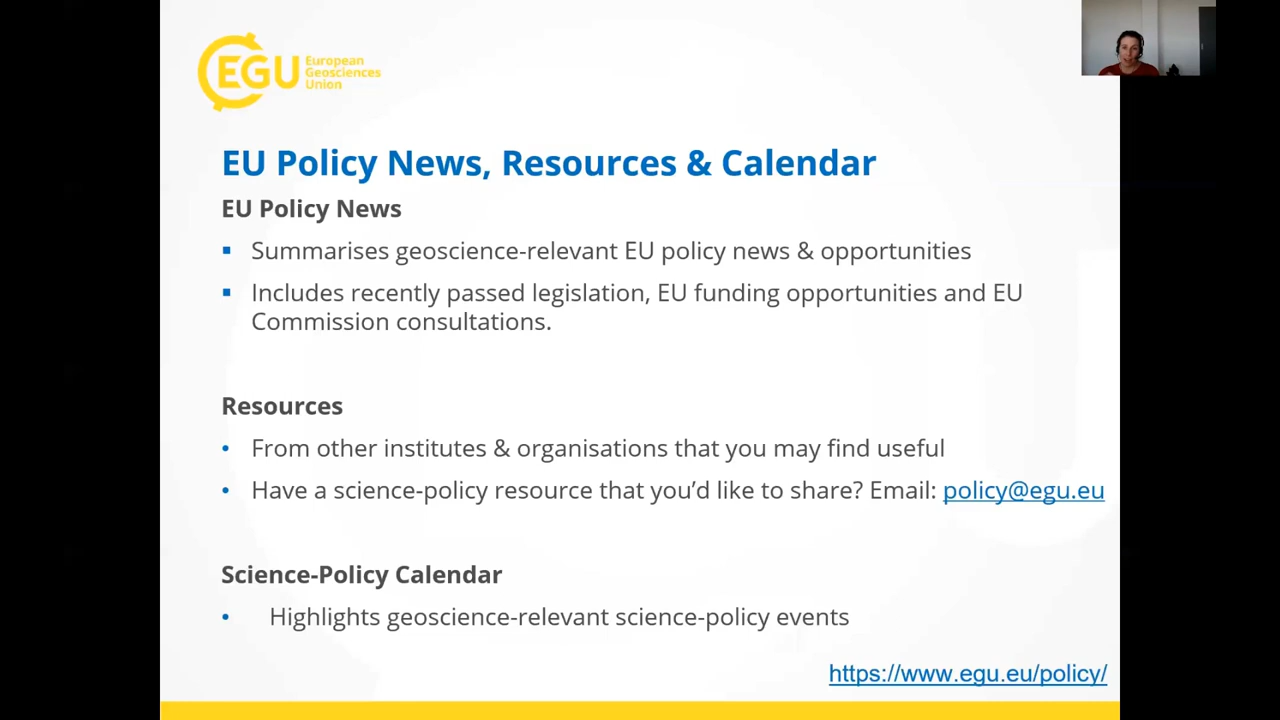 EGU
European
Geosciences
Union
EU Policy News, Resources & Calendar
EU Policy News
Summarises geoscience-relevant EU policy news & opportunities
Includes recently passed legislation, EU funding opportunities and EU
Commission consultations.
Resources
From other institutes & organisations that you may find useful
Have a science-policy resource that you’d like to share? Email: policy@egu.eu
Science-Policy Calendar
Highlights geoscience-relevant science-policy events
https://www.egu.eu/policy/